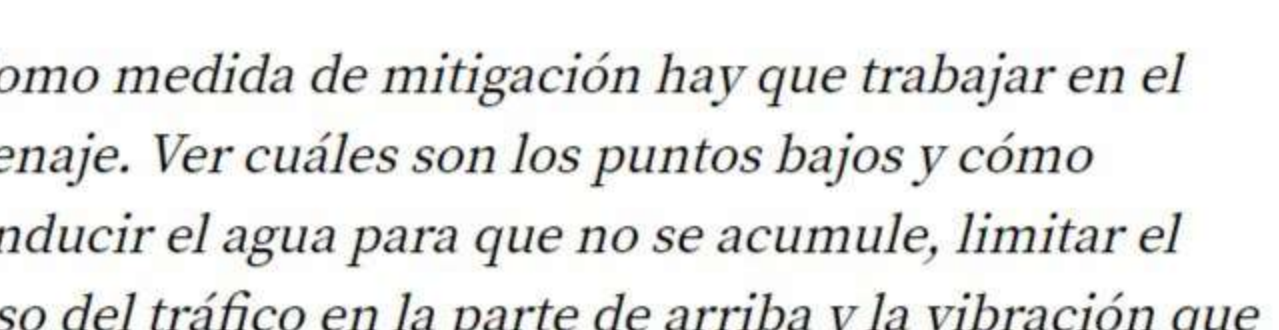 omo medida de mitigación hay que trabajar en el
enaje. Ver cuáles son los puntos bajos y cómo
nducir el agua para que no se acumule, limitar el
so del tráfico en la parte de arriba y la vibración que